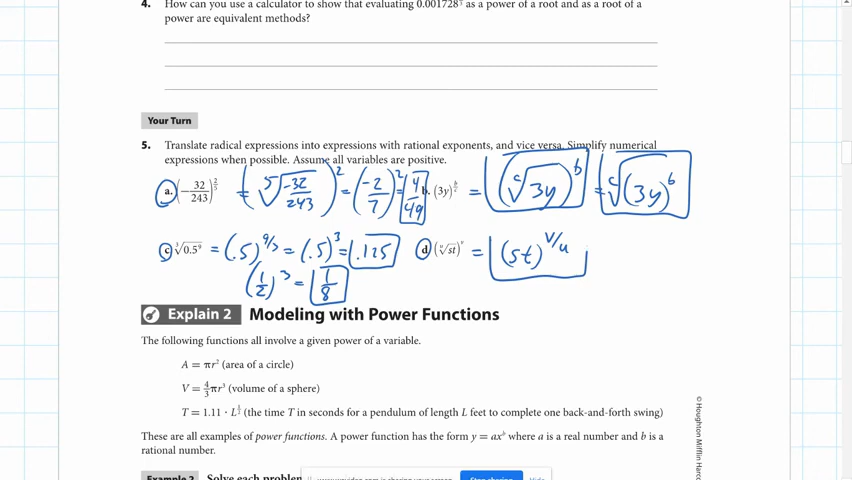 4. How can you use a calculator to show that evaluating 0.001728 as a power of a root and as a root of a
power are equivalent methods?
Your Turn
5. Translate radical expressions into expressions with rational exponents, and vice versa. Simplify numerical
expressions when possible. Assume all variables are positive.
a. (-32/243)^(2/5) = (⁵√(-32/243))² = (-2/7)² = 4/49 b. (3y)^(b/c) = (ᶜ√3y)^b = ᶜ√(3y)^b
c. ³√0.5⁹ = (.5)^(9/3) = (.5)³ = .125 d. (ᵘ√st)^v = (st)^(v/u)
(1/2)³ = 1/8
Explain 2 Modeling with Power Functions
The following functions all involve a given power of a variable.
A = πr² (area of a circle)
V = 4/3πr³ (volume of a sphere)
T = 1.11 · L^(1/2) (the time T in seconds for a pendulum of length L feet to complete one back-and-forth swing)
These are all examples of power functions. A power function has the form y = ax^b where a is a real number and b is a
rational number.
Solve each problem
Stop sharing Hide
© Houghton Mifflin Harco